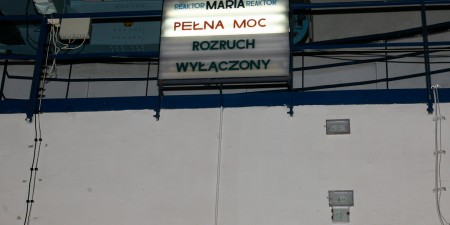 REAKTOR MARIA REAKTOR
PEŁNA MOC
ROZRUCH
WYŁĄCZONY